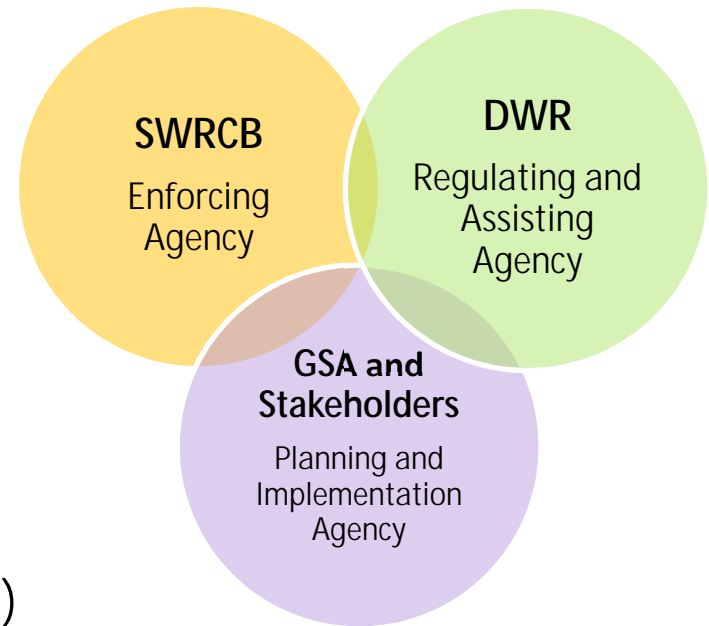 SWRCB
Enforcing
Agency
DWR
Regulating and
Assisting
Agency
GSA and
Stakeholders
Planning and
Implementation
Agency
)